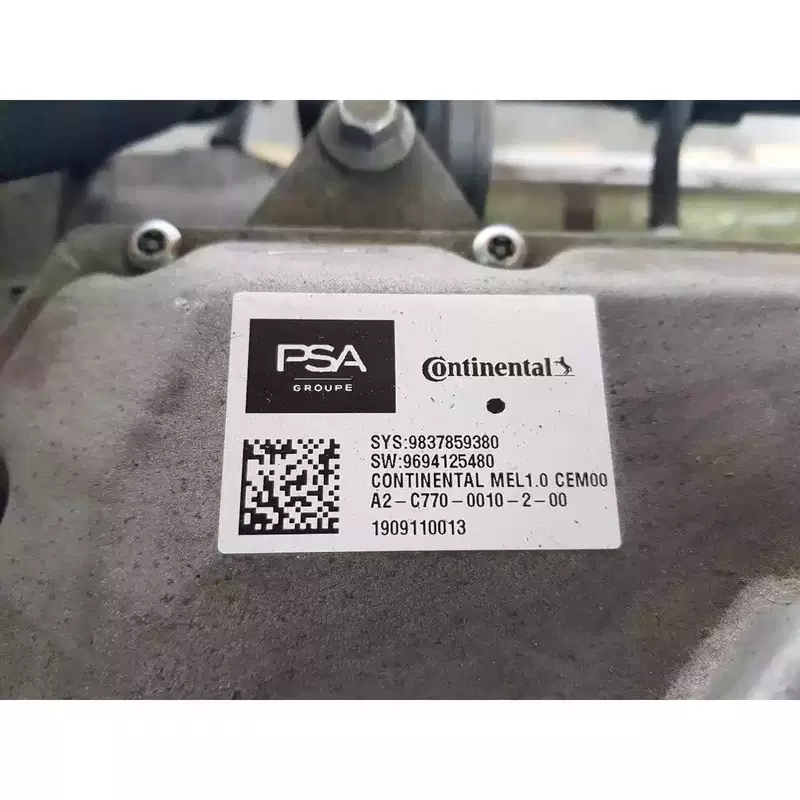 PSA
GROUPE
Continental
SYS:9837859380
SW:9694125480
CONTINENTAL MEL1.0 CEM00
A2-C770-0010-2-00
1909110013